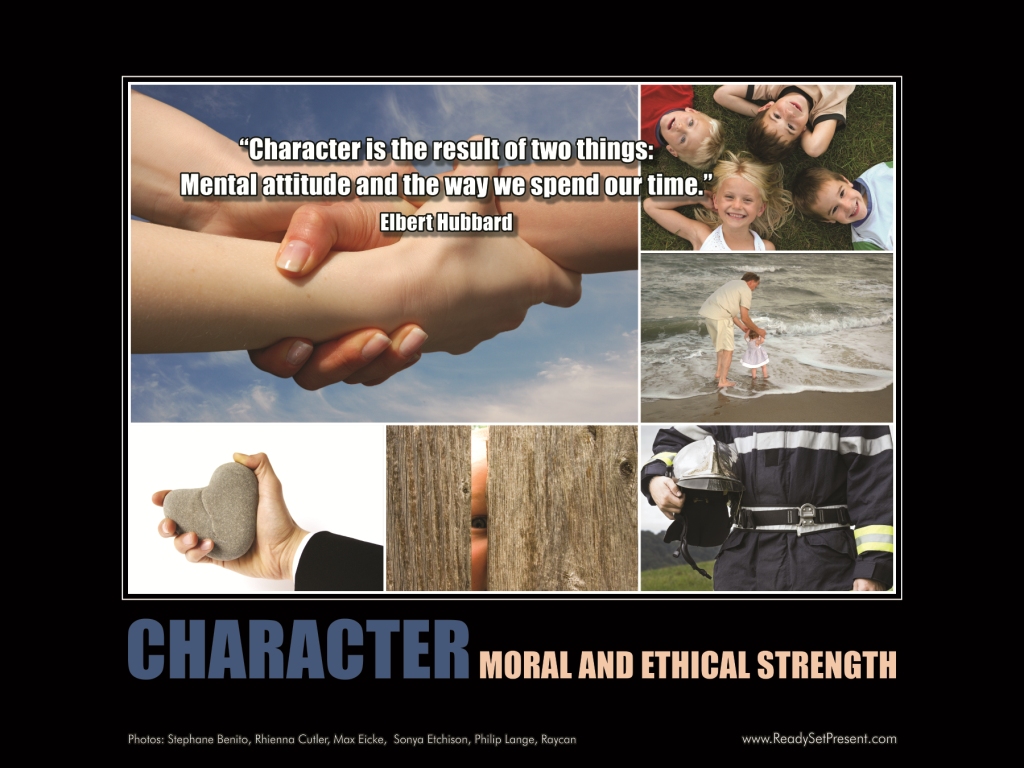 “Character is the result of two things:
Mental attitude and the way we spend our time.”
Elbert Hubbard
CHARACTER MORAL AND ETHICAL STRENGTH
Photos: Stephane Benito, Rhienna Cutler, Max Eicke,  Sonya Etchison, Philip Lange, Raycan
www.ReadySetPresent.com